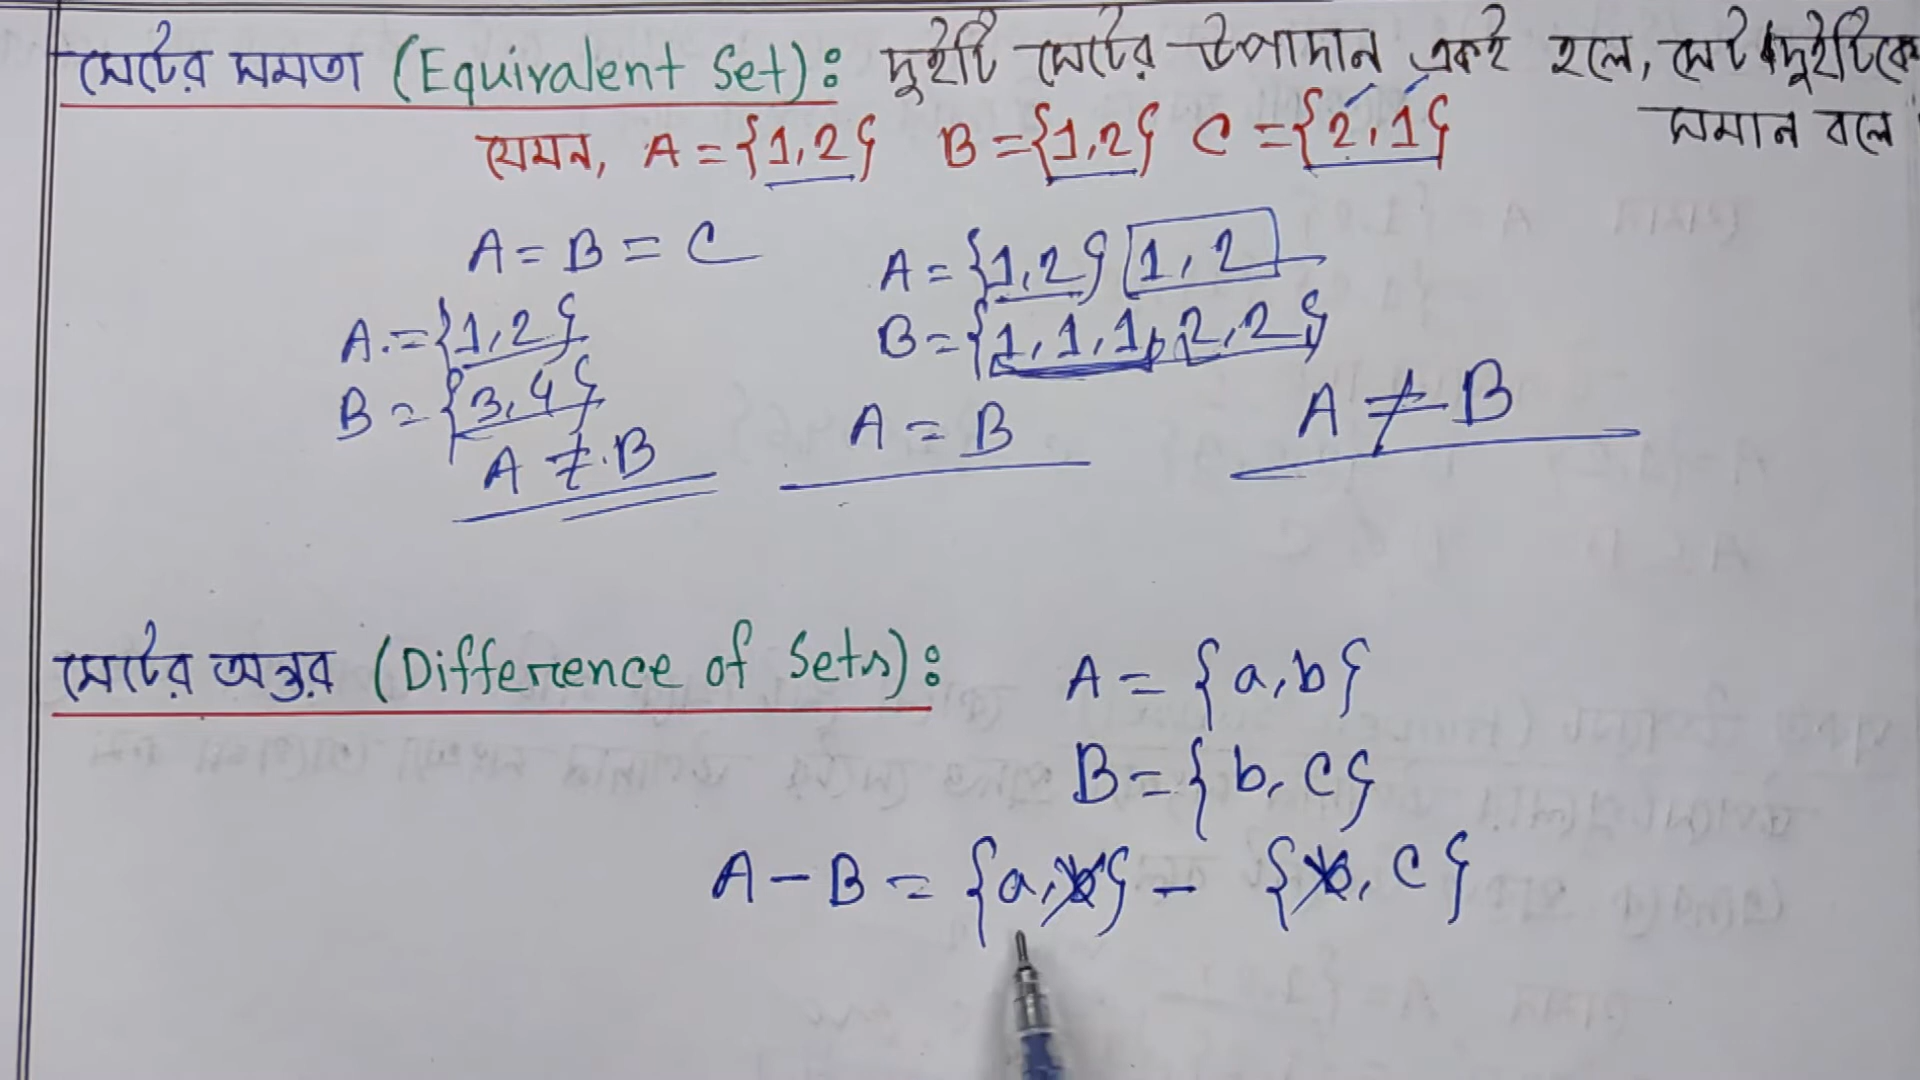 সেটের সমতা (Equivalent Set): দুইটি সেটের উপাদান একই হলে, সেট দুইটিকে
সমান বলে।
যেমন, A = {1,2} B = {1,2} C = {2,1}
A = B = C
A = {1,2}
B = {3,4}
A ≠ B
A = {1,2} 1, 2
B = {1,1,1,2,2}
A = B
A ≠ B
সেটের অন্তর (Difference of Sets):
A = {a,b}
B = {b,c}
A - B = {a,b} - {b,c}